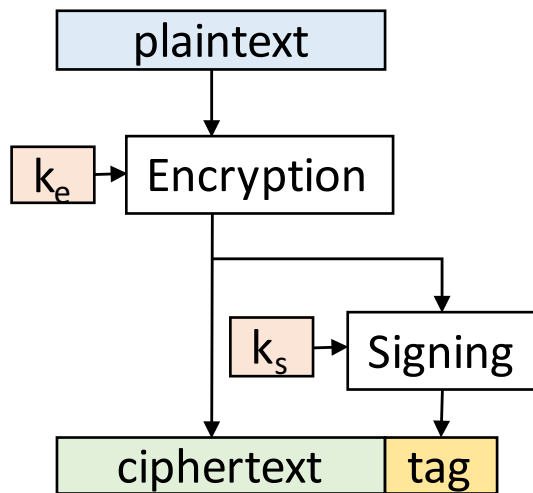 plaintext
kₑ
Encryption
kₛ
Signing
ciphertext
tag